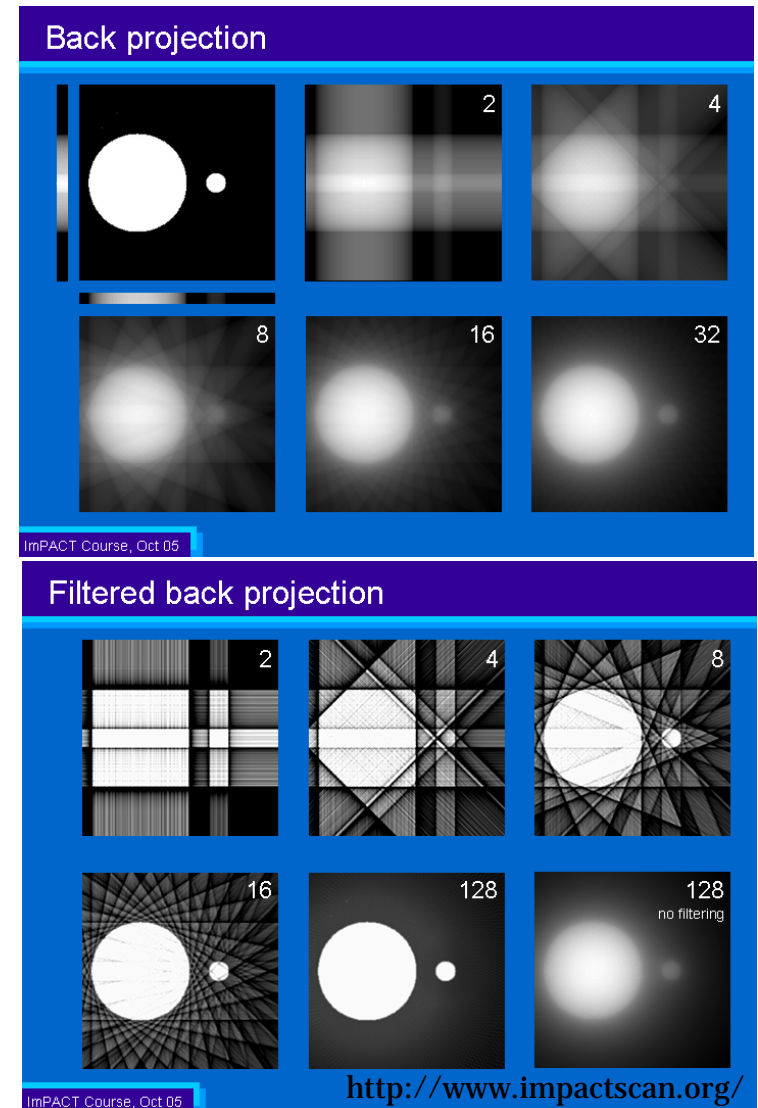 Back projection
2
4
8
16
32
ImPACT Course, Oct 05
Filtered back projection
2
4
8
16
128
128
no filtering
http://www.impactscan.org/
ImPACT Course, Oct 05